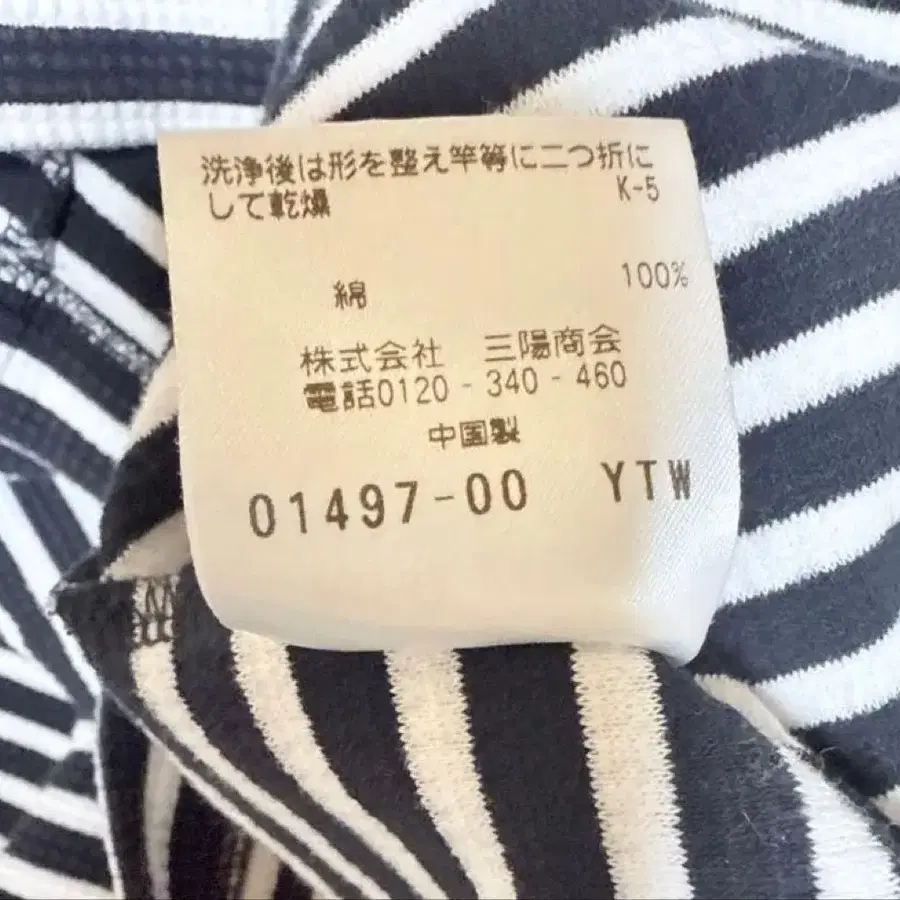 洗浄後は形を整え竿等に二つ折に
して乾燥 K-5
綿 100%
株式会社 三陽商会
電話0120-340-460
中国製
01497-00 YTW